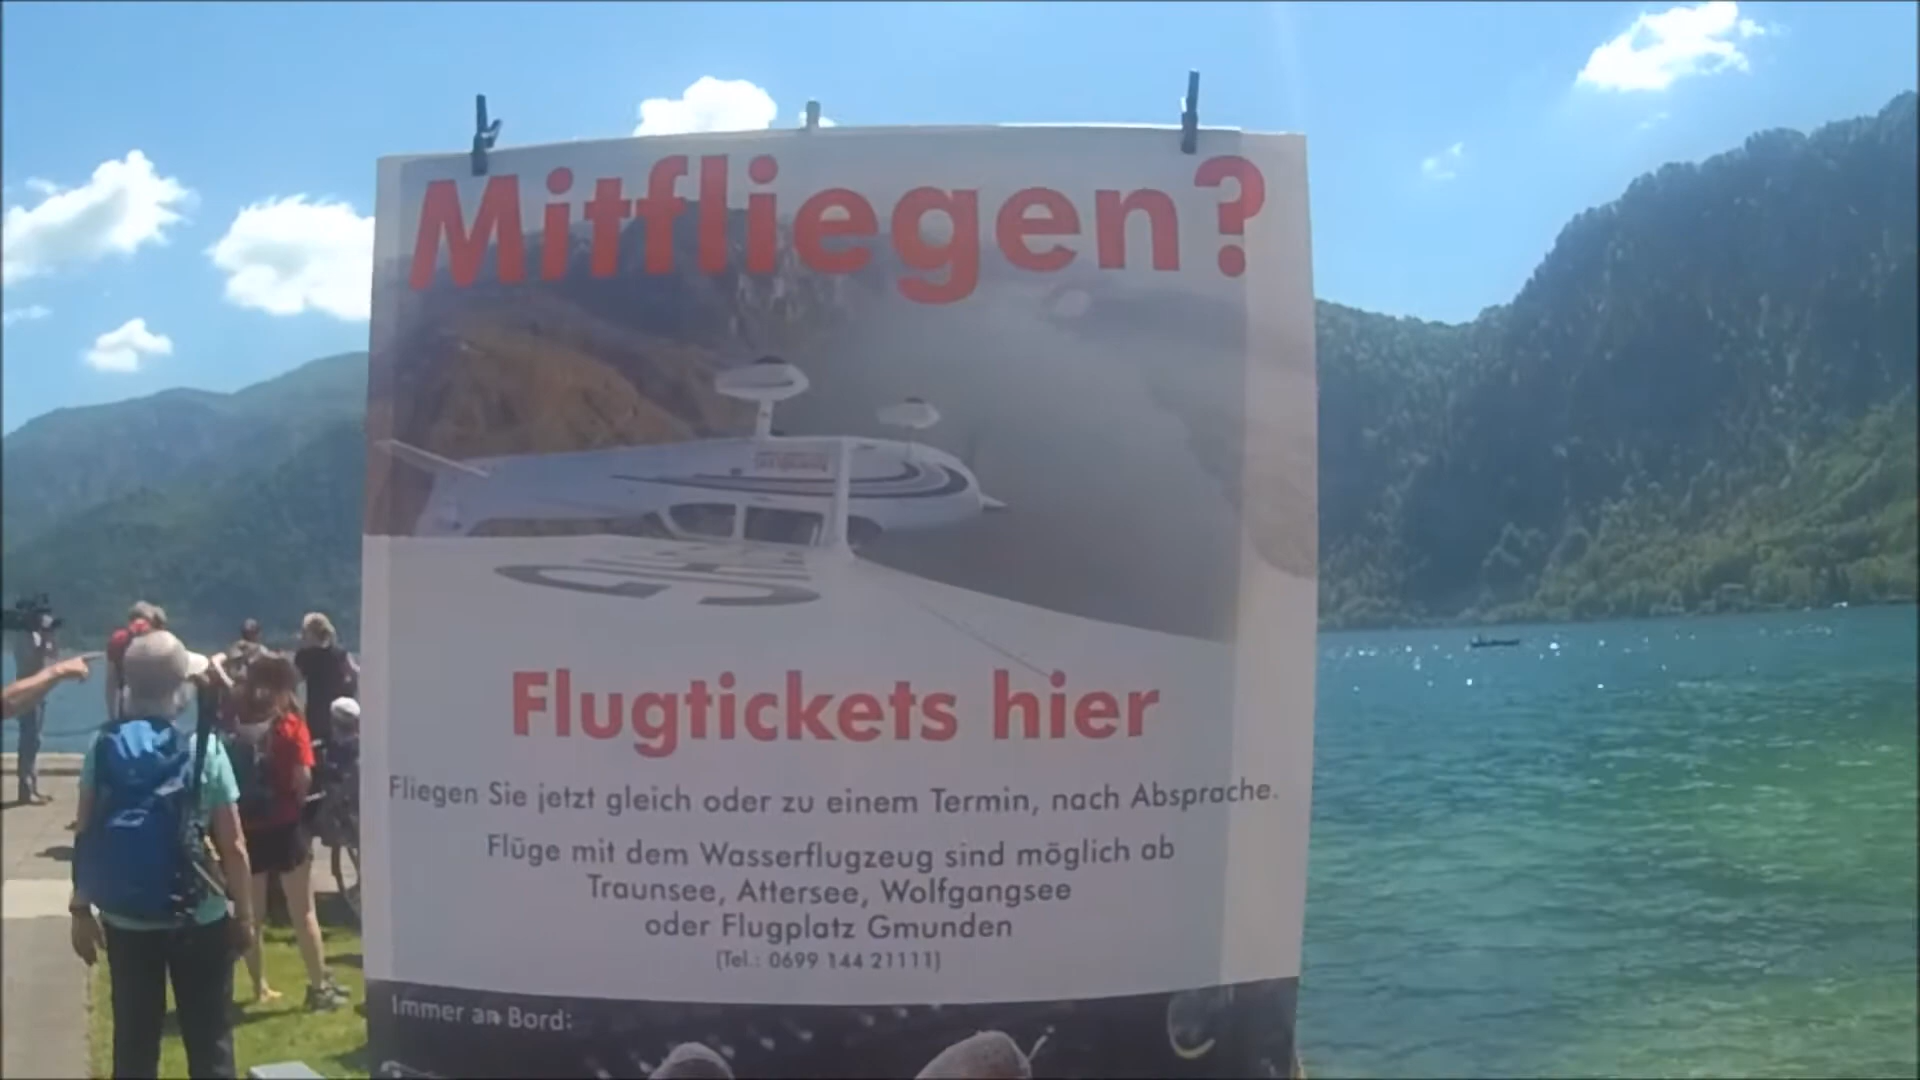 Mitfliegen?
Flugtickets hier
Fliegen Sie jetzt gleich oder zu einem Termin, nach Absprache.
Flüge mit dem Wasserflugzeug sind möglich ab
Traunsee, Attersee, Wolfgangsee
oder Flugplatz Gmunden
(Tel.: 0699 144 21111)
Immer an Bord: